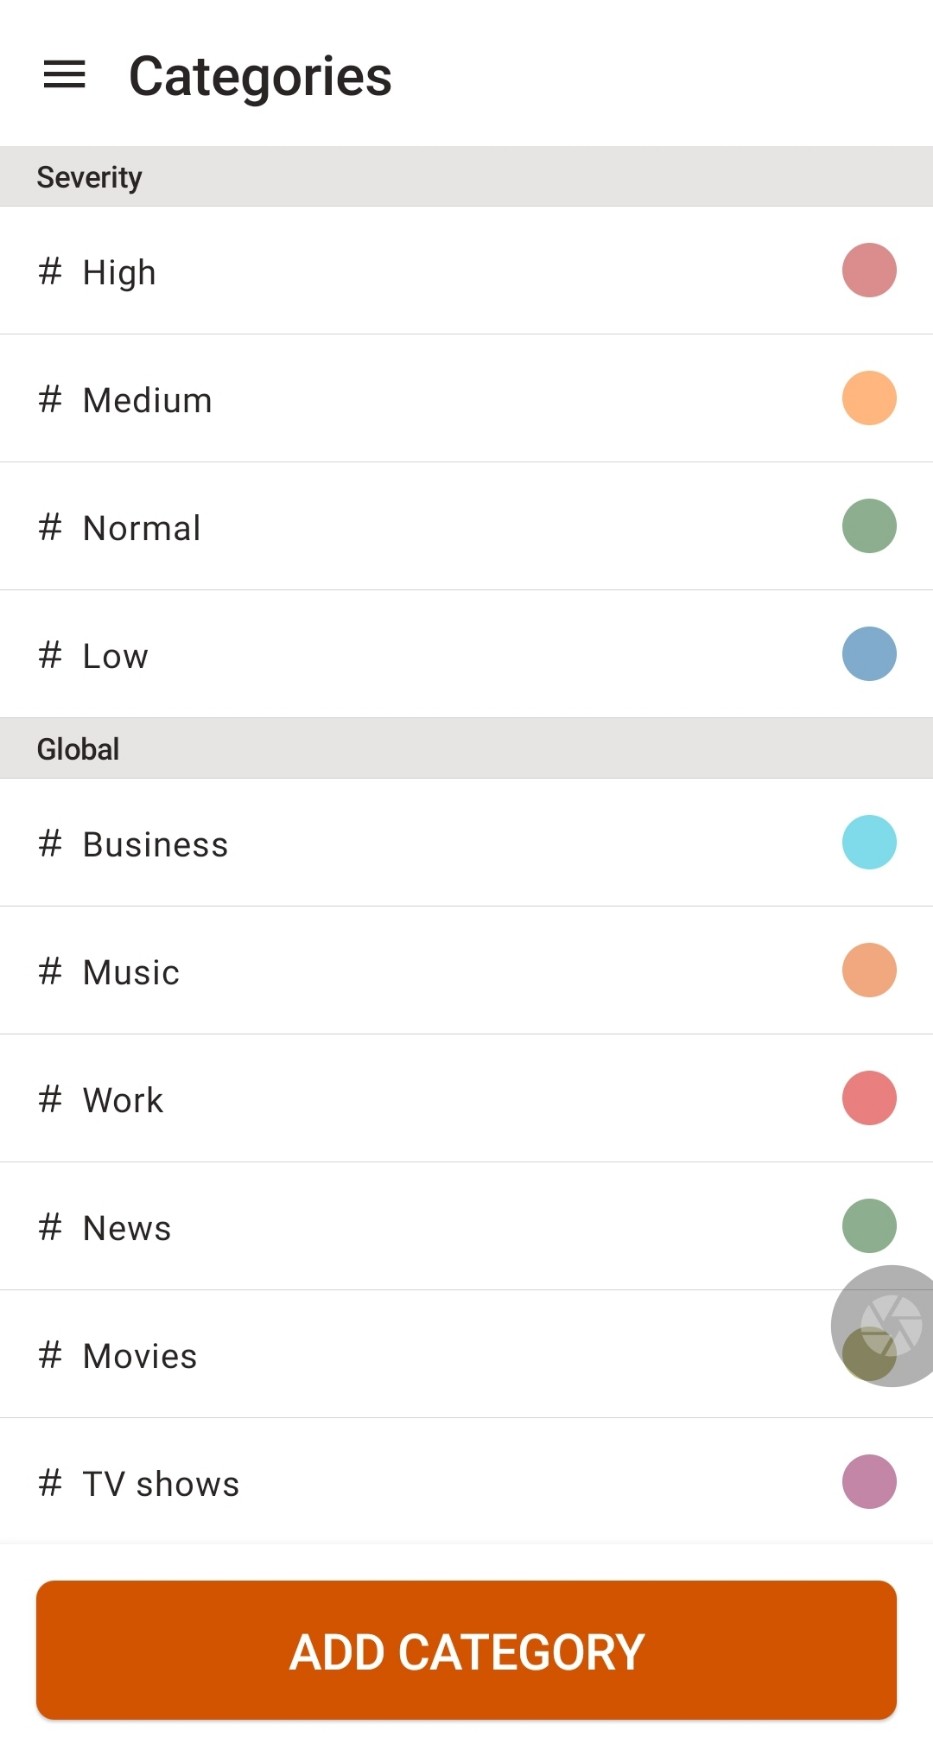 Categories
Severity
# High
# Medium
# Normal
# Low
Global
# Business
# Music
# Work
# News
# Movies
# TV shows
ADD CATEGORY